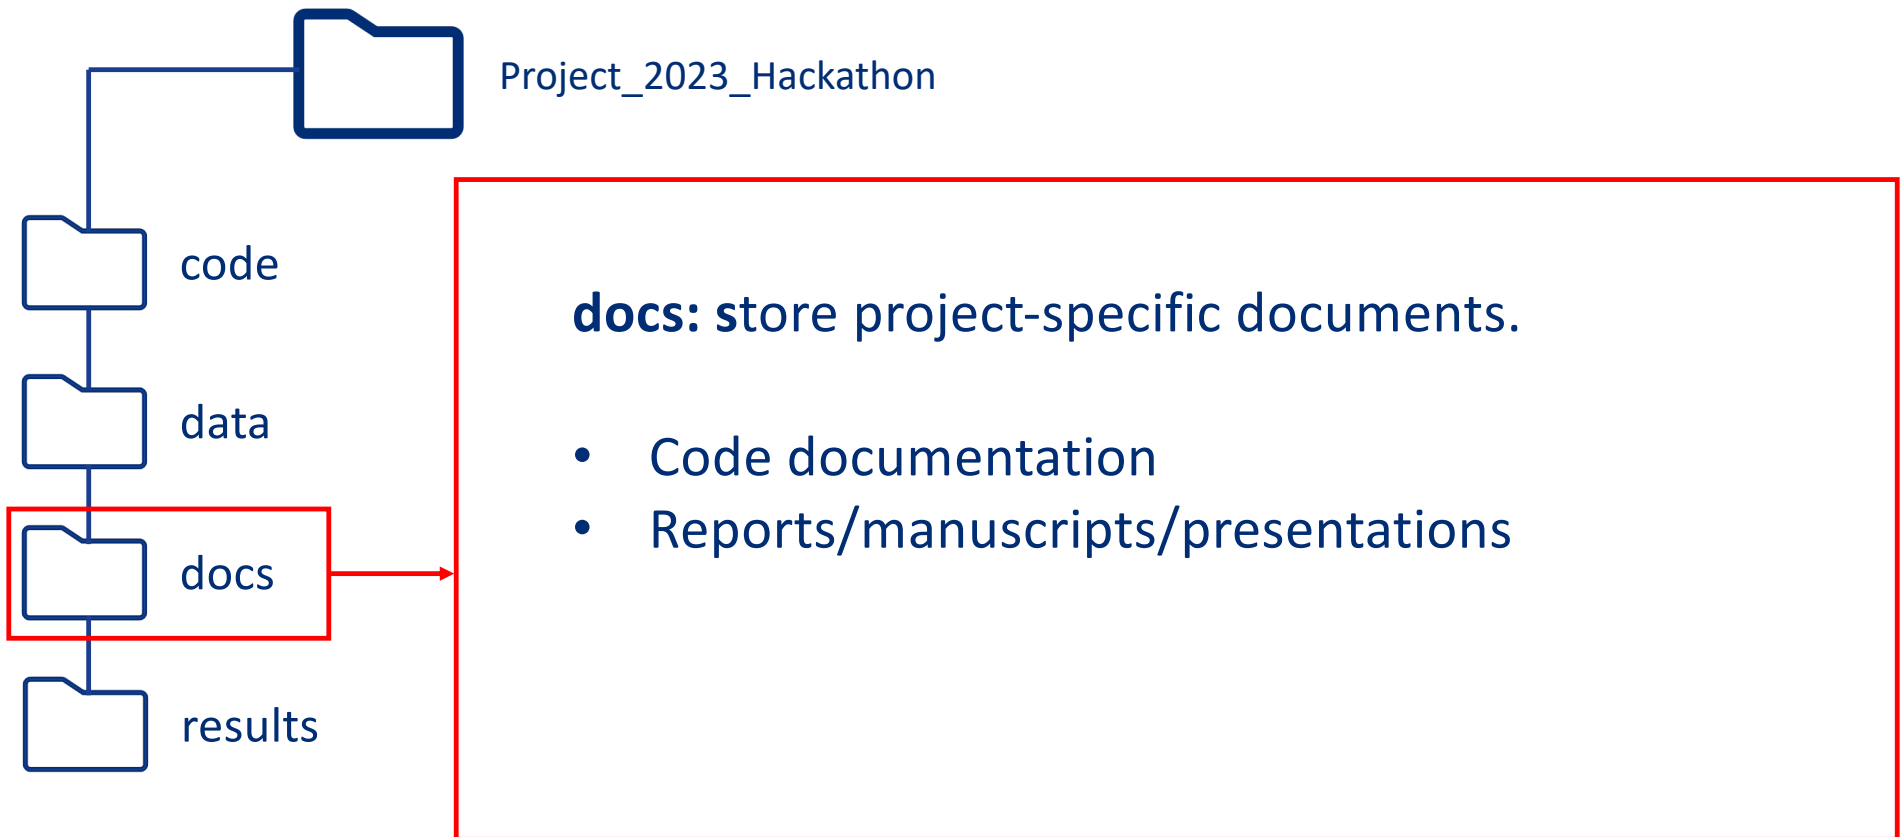 Project_2023_Hackathon
code
data
docs
results
docs: store project-specific documents.
• Code documentation
• Reports/manuscripts/presentations